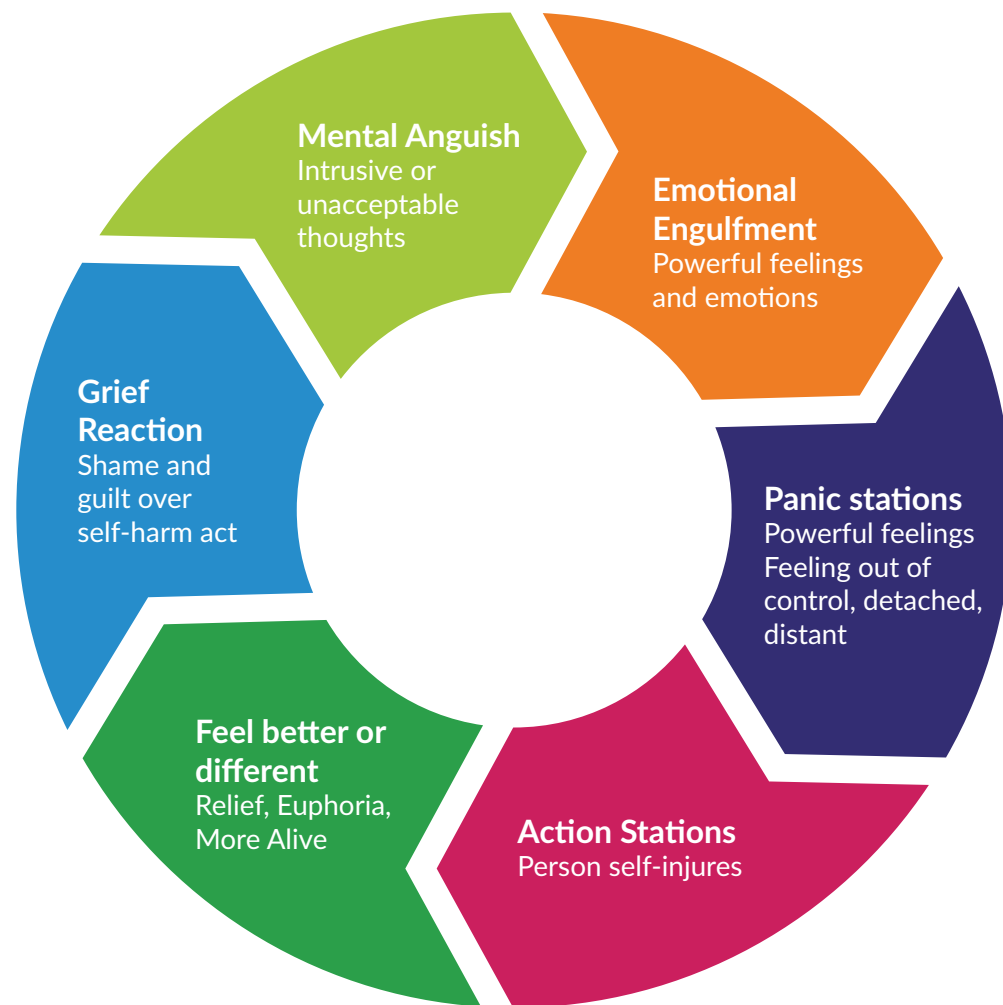 Mental Anguish
Intrusive or
unacceptable
thoughts
Emotional
Engulfment
Powerful feelings
and emotions
Panic stations
Powerful feelings
Feeling out of
control, detached,
distant
Action Stations
Person self-injures
Feel better or
different
Relief, Euphoria,
More Alive
Grief
Reaction
Shame and
guilt over
self-harm act